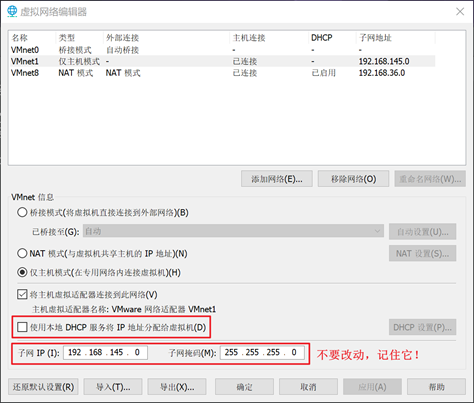 虚拟网络编辑器
名称 类型 外部连接 主机连接 DHCP 子网地址
VMnet0 桥接模式 自动桥接 - - -
VMnet1 仅主机模式 - 已连接 - 192.168.145.0
VMnet8 NAT 模式 NAT 模式 已连接 已启用 192.168.36.0
添加网络(E)... 移除网络(O) 重命名网络(W)...
VMnet 信息
桥接模式(将虚拟机直接连接到外部网络)(B)
已桥接至(G): 自动 自动设置(U)...
NAT 模式(与虚拟机共享主机的 IP 地址)(N) NAT 设置(S)...
仅主机模式(在专用网络内连接虚拟机)(H)
将主机虚拟适配器连接到此网络(V)
主机虚拟适配器名称: VMware 网络适配器 VMnet1
使用本地 DHCP 服务将 IP 地址分配给虚拟机(D) DHCP 设置(P)...
子网 IP (I): 192 . 168 . 145 . 0 子网掩码(M): 255 . 255 . 255 . 0 不要改动，记住它！
还原默认设置(R) 导入(T)... 导出(X)... 确定 取消 应用(A) 帮助